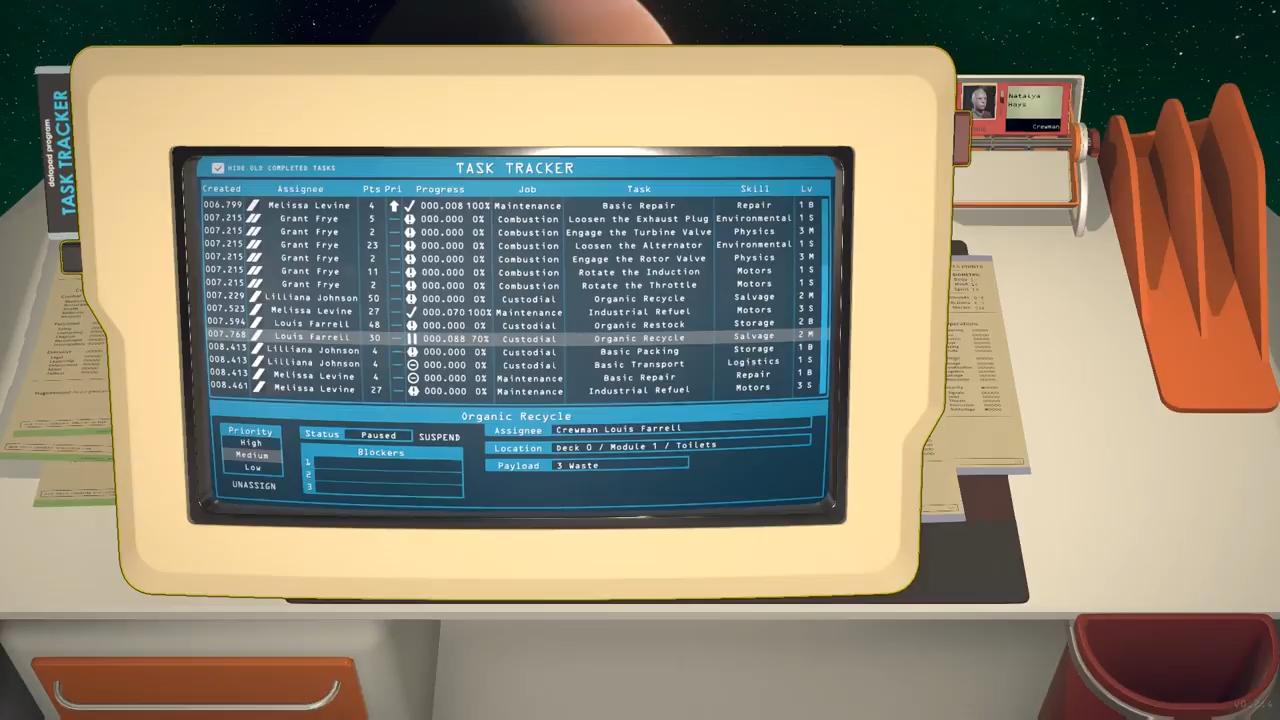 datapad program
TASK TRACKER
HIDE OLD COMPLETED TASKS
TASK TRACKER
Created Assignee Pts Pri Progress Job Task Skill Lv
006.799 Melissa Levine 4 000.008 100% Maintenance Basic Repair Repair 1 B
007.215 Grant Frye 5 000.000 0% Combustion Loosen the Exhaust Plug Environmental 1 S
007.215 Grant Frye 2 000.000 0% Combustion Engage the Turbine Valve Physics 3 M
007.215 Grant Frye 23 000.000 0% Combustion Loosen the Alternator Environmental 1 S
007.215 Grant Frye 2 000.000 0% Combustion Engage the Rotor Valve Physics 3 M
007.215 Grant Frye 11 000.000 0% Combustion Rotate the Induction Motors 1 S
007.215 Grant Frye 2 000.000 0% Combustion Rotate the Throttle Motors 1 S
007.229 Lilliana Johnson 50 000.000 0% Custodial Organic Recycle Salvage 2 M
007.523 Melissa Levine 27 000.070 100% Maintenance Industrial Refuel Motors 3 S
007.594 Louis Farrell 48 000.000 0% Custodial Organic Restock Storage 2 B
007.766 Louis Farrell 50 000.088 70% Custodial Organic Recycle Salvage 2 M
008.413 Lilliana Johnson 4 000.000 0% Custodial Basic Packing Storage 1 B
008.413 Lilliana Johnson 4 000.000 0% Custodial Basic Transport Logistics 1 S
008.413 Melissa Levine 4 000.000 0% Maintenance Basic Repair Repair 1 B
008.461 Melissa Levine 27 000.000 0% Maintenance Industrial Refuel Motors 3 S
Organic Recycle
Priority
High
Medium
Low
UNASSIGN
Status Paused SUSPEND
Blockers
1
2
3
Assignee Crewman Louis Farrell
Location Deck 0 / Module 1 / Toilets
Payload 3 Waste
Nataiya
Hays
Crewman